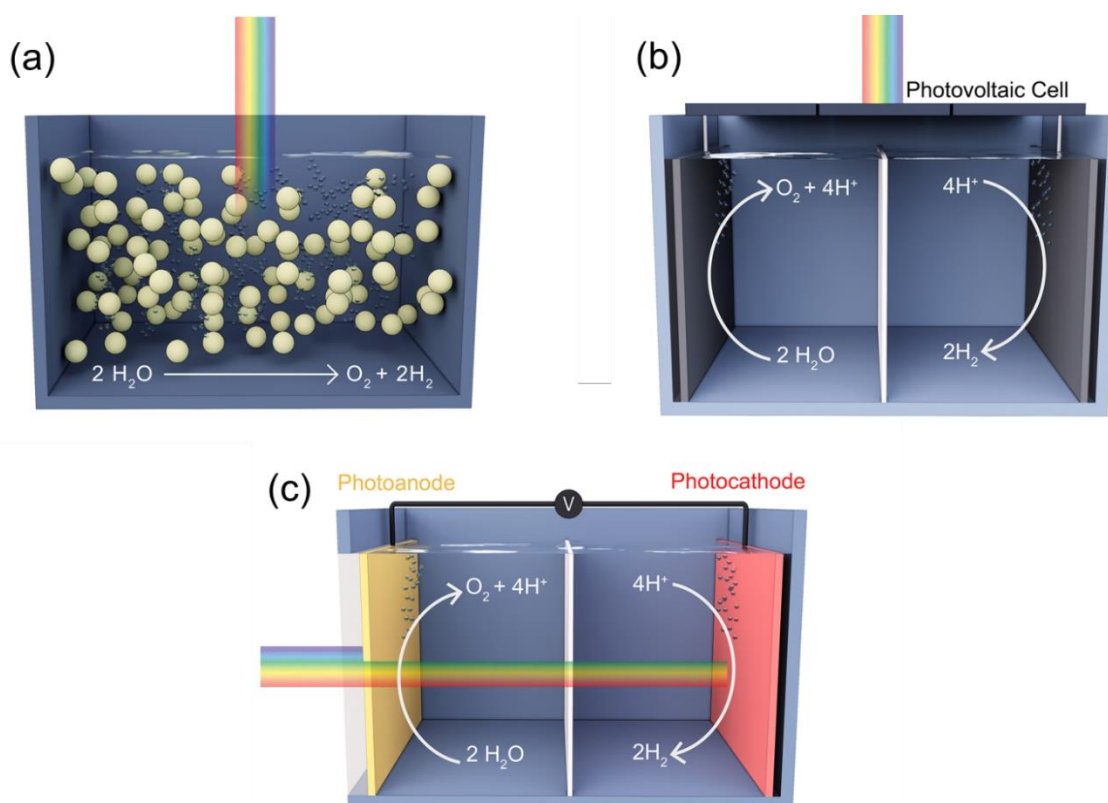 (a)
2 H₂O → O₂ + 2H₂
(b)
Photovoltaic Cell
O₂ + 4H⁺
4H⁺
2 H₂O
2H₂
(c)
Photoanode
Photocathode
V
O₂ + 4H⁺
4H⁺
2 H₂O
2H₂